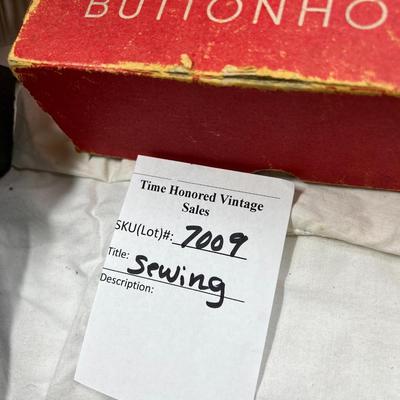 BUTTONHO
Time Honored Vintage
Sales
SKU(Lot)#: 7009
Title: Sewing
Description: